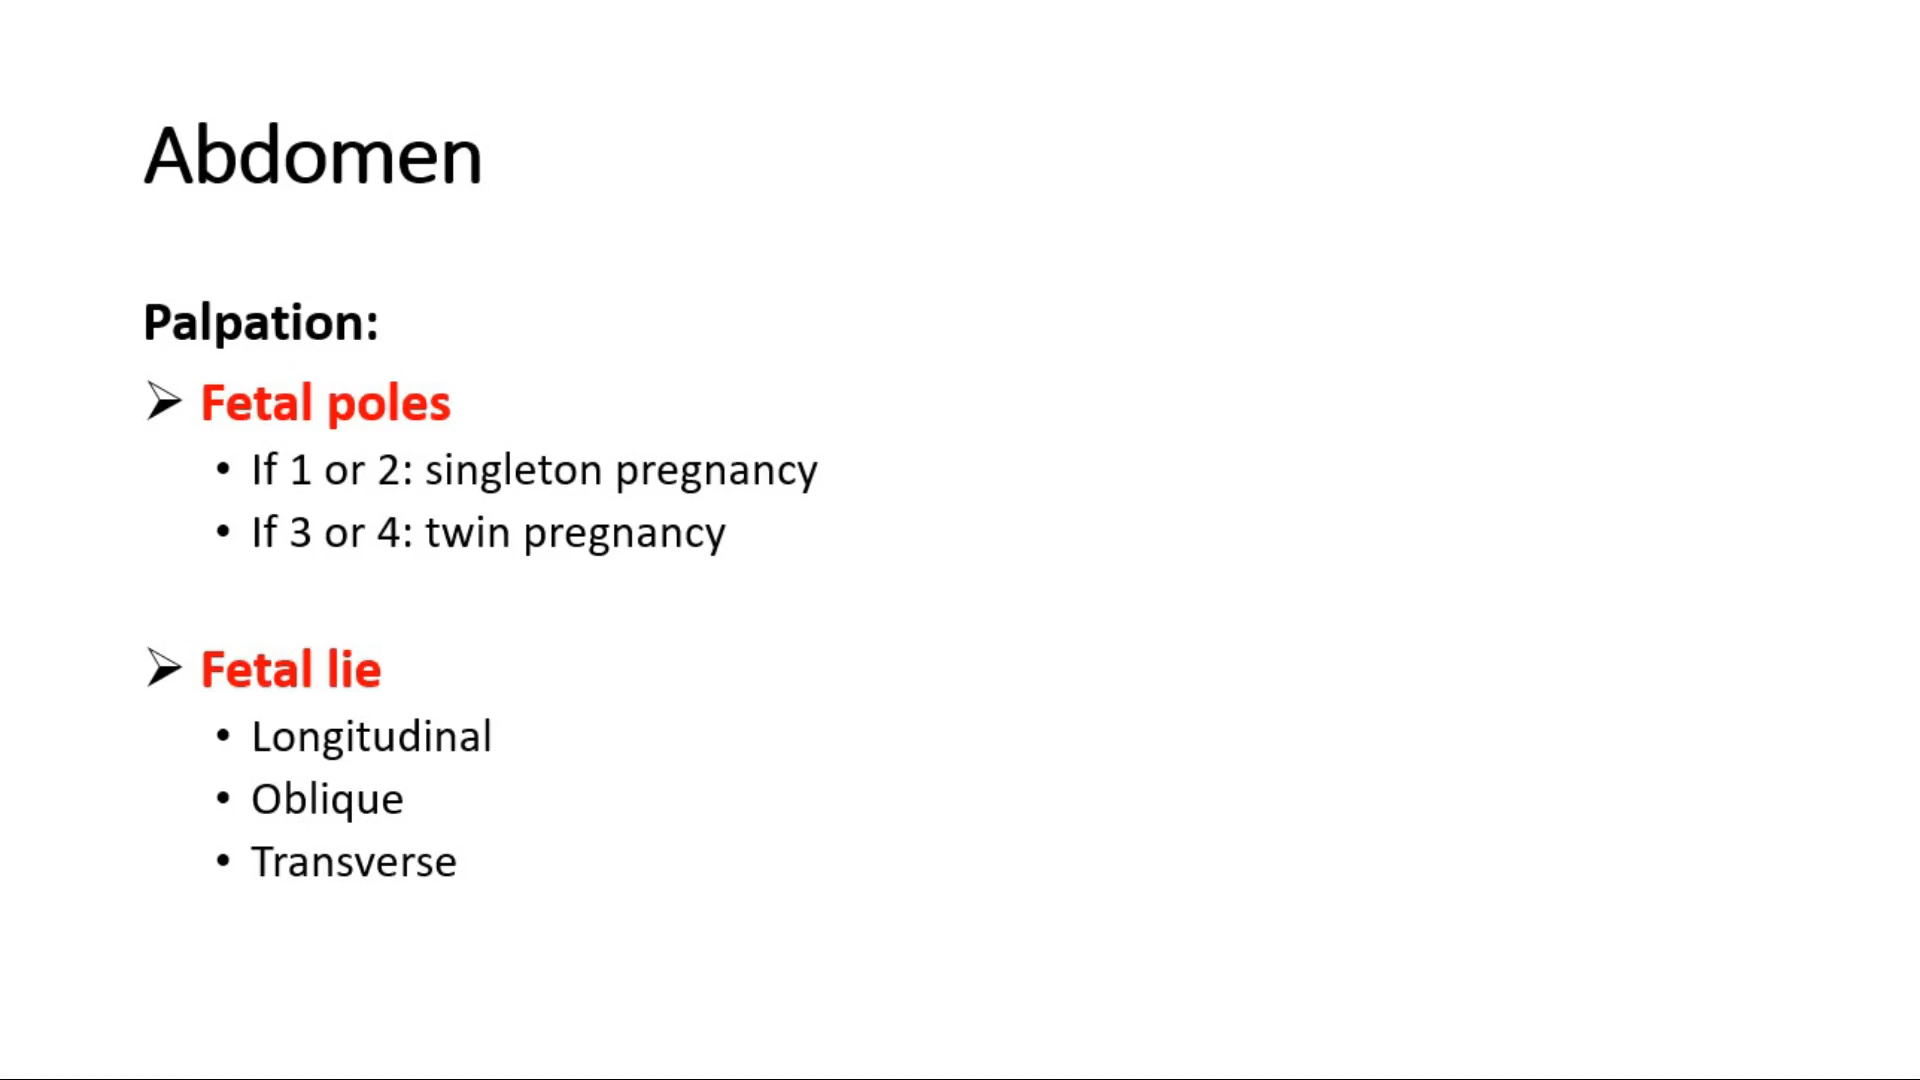 Abdomen
Palpation:
➢ Fetal poles
• If 1 or 2: singleton pregnancy
• If 3 or 4: twin pregnancy
➢ Fetal lie
• Longitudinal
• Oblique
• Transverse